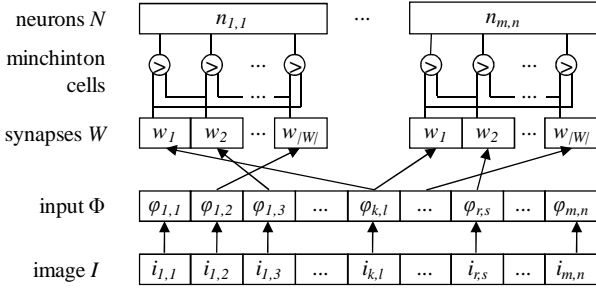 neurons N n1,1 ... nm,n
minchinton cells > > ... > > > ... >
... ...
synapses W w1 w2 ... w|W| w1 w2 ... w|W|
input Φ φ1,1 φ1,2 φ1,3 ... φk,l ... φr,s ... φm,n
image I i1,1 i1,2 i1,3 ... ik,l ... ir,s ... im,n